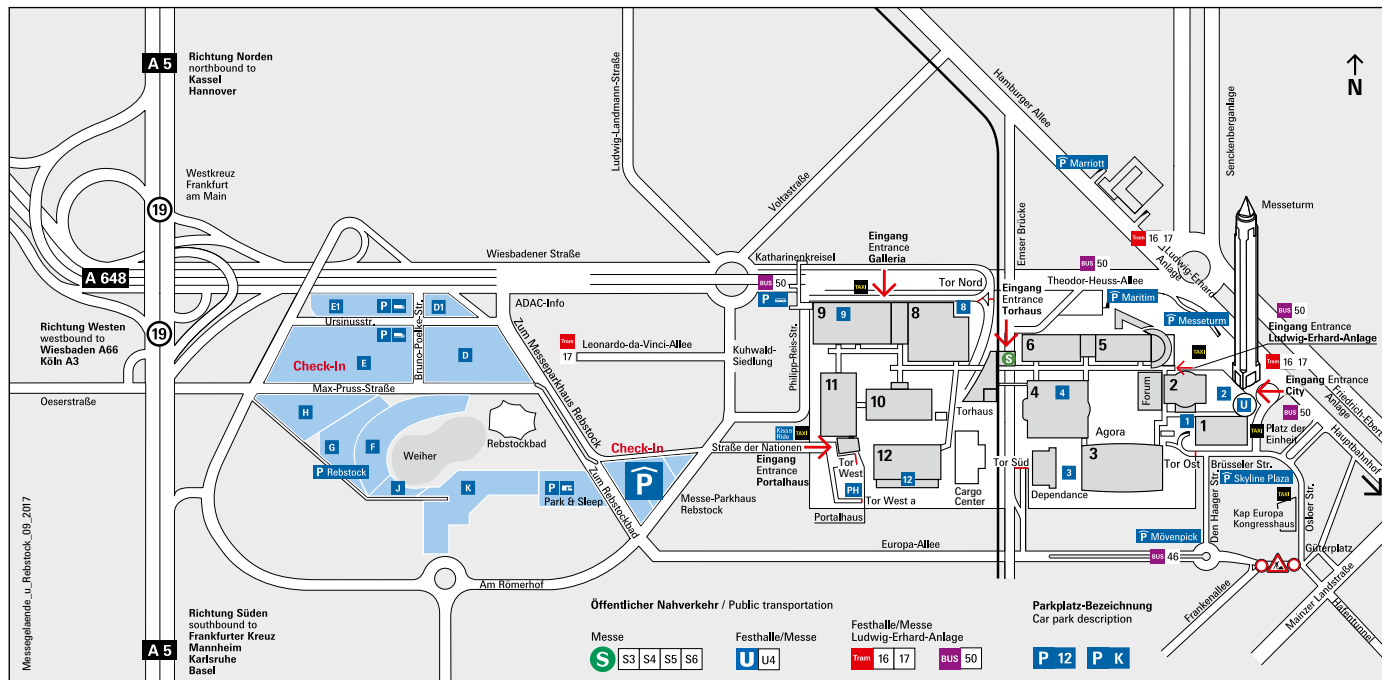 A 5
Richtung Norden
northbound to
Kassel
Hannover
Westkreuz
Frankfurt
am Main
19
A 648
19
Richtung Westen
westbound to
Wiesbaden A66
Köln A3
Oeserstraße
Messegelaende_u_Rebstock_09_2017
Richtung Süden
southbound to
Frankfurter Kreuz
Mannheim
Karlsruhe
Basel
A 5
Wiesbadener Straße
E1
P
D1
Ursinusstr.
P
Bruno-Poelke-Str.
ADAC-Info
Check-In
E
D
Max-Pruss-Straße
Zum Messeparkhaus Rebstock
Tram
17
Leonardo-da-Vinci-Allee
H
G
F
Weiher
Rebstockbad
P Rebstock
J
K
P
Park & Sleep
Check-In
P
Messe-Parkhaus
Rebstock
Zum Rebstockbad
Am Römerhof
Ludwig-Landmann-Straße
Voltastraße
Katharinenkreisel
BUS 50
P
Philipp-Reis-Str.
Kuhwald-
Siedlung
Kiss&
Ride
TAXI
Straße der Nationen
Eingang
Entrance
Portalhaus
Eingang
Entrance
Galleria
TAXI
Tor Nord
9
9
8
8
11
10
12
12
Tor
West
PH
Tor West a
Portalhaus
Torhaus
Cargo
Center
Europa-Allee
Emser Brücke
Eingang
Entrance
Torhaus
S
6
5
4
4
Forum
2
2
Agora
3
3
Dependance
Tor Süd
1
1
Tor Ost
Hamburger Allee
P Marriott
Senckenberganlage
N
Messeturm
Tram 16 17
Ludwig-Erhard-
Anlage
BUS 50
Theodor-Heuss-Allee
P Maritim
P Messeturm
TAXI
BUS 50
Eingang Entrance
Ludwig-Erhard-Anlage
Tram 16 17
Eingang Entrance
City
U
BUS 50
TAXI
Platz der
Einheit
Friedrich-Ebert-
Anlage
Hauptbahnhof
Brüsseler Str.
P Skyline Plaza
TAXI
Kap Europa
Kongresshaus
Den Haager Str.
Osloer Str.
P Mövenpick
BUS 46
Güterplatz
Frankenallee
Mainzer Landstraße
Hafentunnel
Öffentlicher Nahverkehr / Public transportation
Messe
S S3 S4 S5 S6
Festhalle/Messe
U U4
Festhalle/Messe
Ludwig-Erhard-Anlage
Tram 16 17
BUS 50
Parkplatz-Bezeichnung
Car park description
P 12
P K